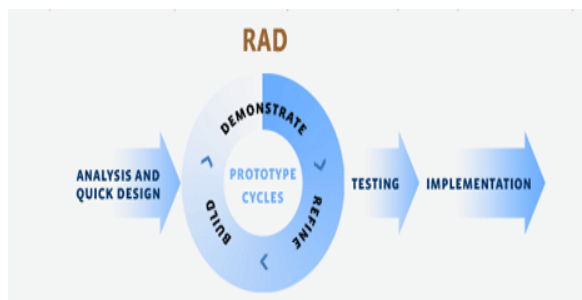 RAD
ANALYSIS AND
QUICK DESIGN
DEMONSTRATE
PROTOTYPE
CYCLES
REFINE
BUILD
TESTING
IMPLEMENTATION